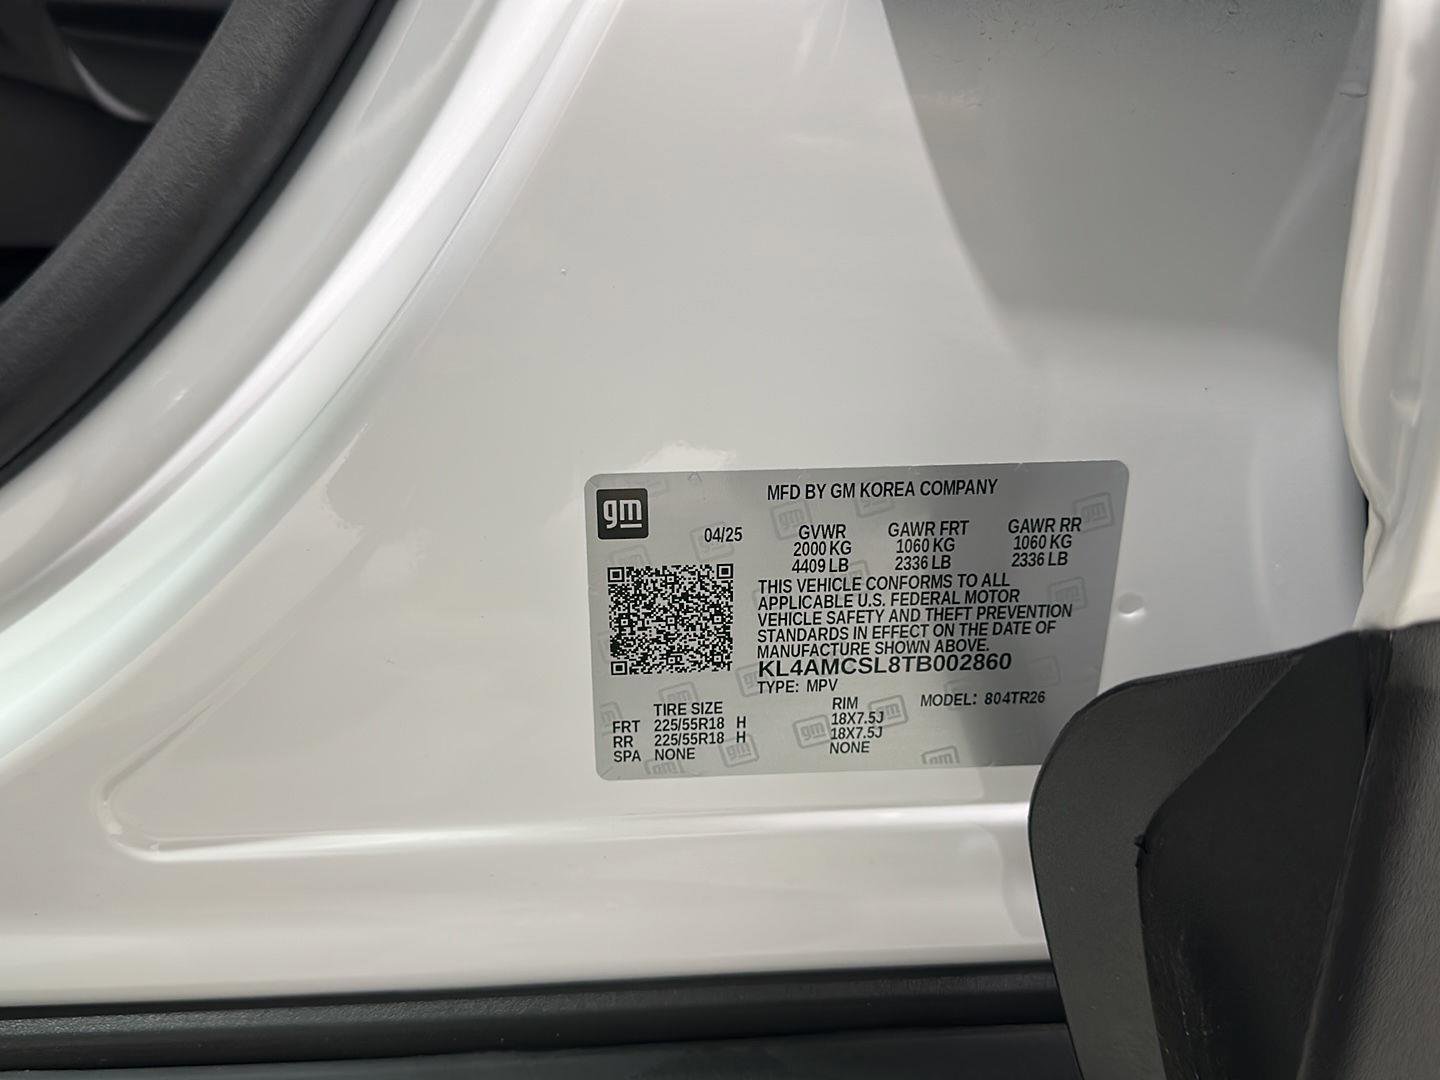 gm
MFD BY GM KOREA COMPANY
04/25 GVWR GAWR FRT GAWR RR
2000 KG 1060 KG 1060 KG
4409 LB 2336 LB 2336 LB
THIS VEHICLE CONFORMS TO ALL
APPLICABLE U.S. FEDERAL MOTOR
VEHICLE SAFETY AND THEFT PREVENTION
STANDARDS IN EFFECT ON THE DATE OF
MANUFACTURE SHOWN ABOVE.
KL4AMCSL8TB002860
TYPE: MPV
TIRE SIZE RIM MODEL: 804TR26
FRT 225/55R18 H 18X7.5J
RR 225/55R18 H 18X7.5J
SPA NONE NONE